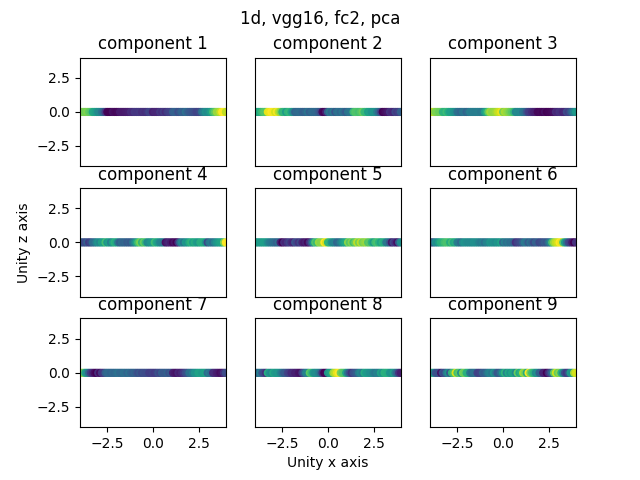 1d, vgg16, fc2, pca
component 1
component 2
component 3
2.5
0.0
−2.5
component 4
component 5
component 6
2.5
0.0
−2.5
Unity z axis
component 7
component 8
component 9
2.5
0.0
−2.5
−2.5 0.0 2.5
−2.5 0.0 2.5
−2.5 0.0 2.5
Unity x axis